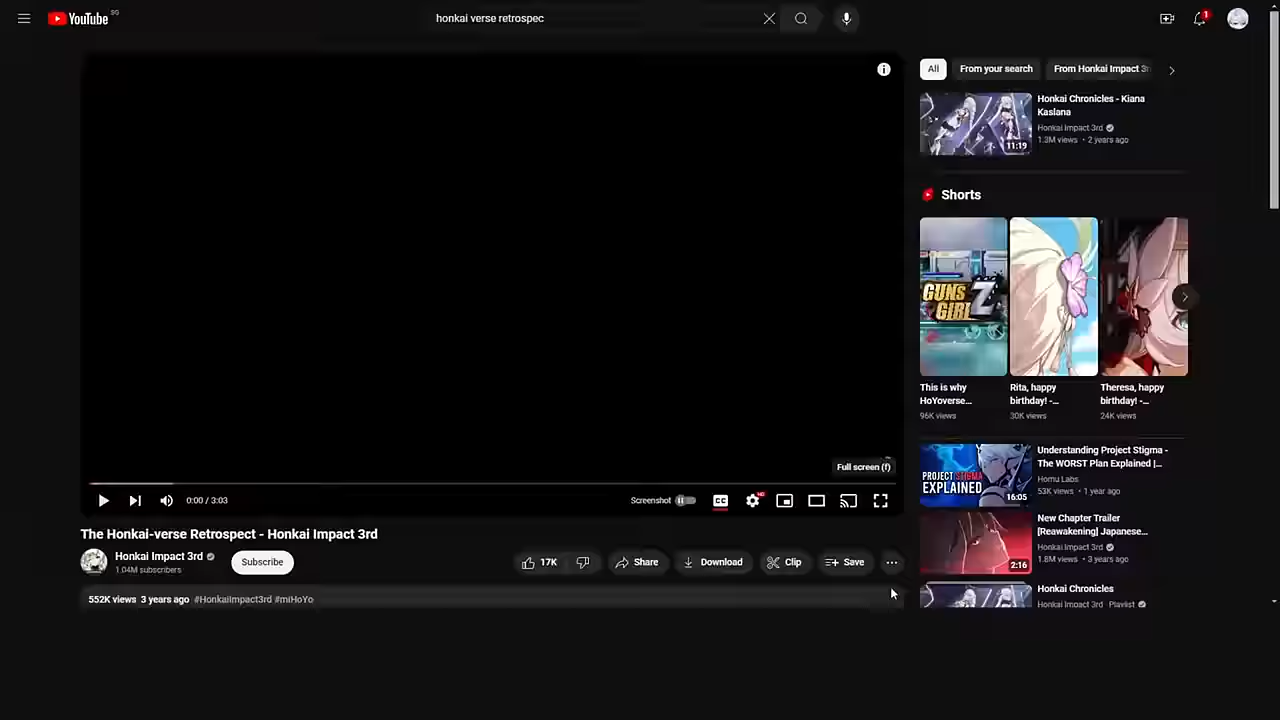 YouTube SG
honkai verse retrospec
1
All
From your search
From Honkai Impact 3r
Honkai Chronicles - Kiana
Kaslana
Honkai Impact 3rd
1.3M views • 2 years ago
11:19
Shorts
GUNS
GIRL Z
This is why
HoYoverse...
96K views
Rita, happy
birthday! -...
30K views
Theresa, happy
birthday! -...
24K views
Full screen (f)
0:00 / 3:03
Screenshot
CC
HD
The Honkai-verse Retrospect - Honkai Impact 3rd
Honkai Impact 3rd
1.04M subscribers
Subscribe
17K
Share
Download
Clip
Save
552K views 3 years ago #HonkaiImpact3rd #miHoYo
PROJECT STIGMA
EXPLAINED
16:05
Understanding Project Stigma -
The WORST Plan Explained |...
Homu Labs
53K views • 1 year ago
2:16
New Chapter Trailer
[Reawakening] Japanese...
Honkai Impact 3rd
1.8M views • 3 years ago
Honkai Chronicles
Honkai Impact 3rd · Playlist